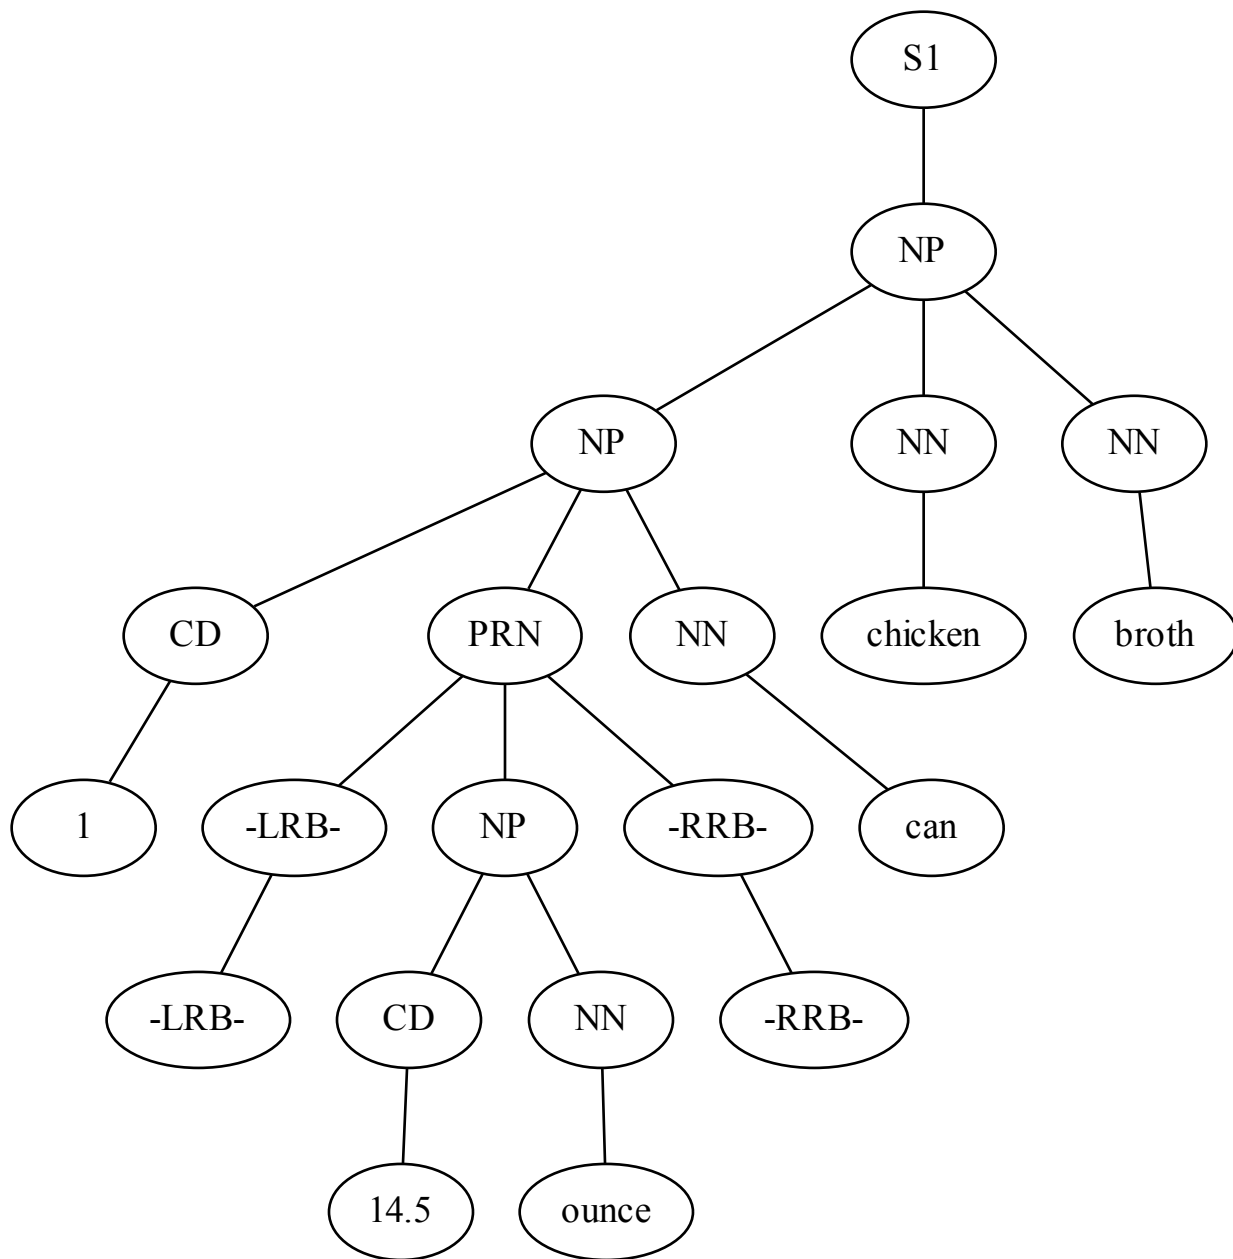 S1
NP
NP NN NN
CD PRN NN chicken broth
1 -LRB- NP -RRB- can
-LRB- CD NN -RRB-
14.5 ounce